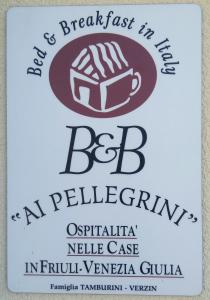 Bed & Breakfast in Italy
B&B
"AI PELLEGRINI"
OSPITALITA'
NELLE CASE
IN FRIULI-VENEZIA GIULIA
Famiglia TAMBURINI - VERZIN